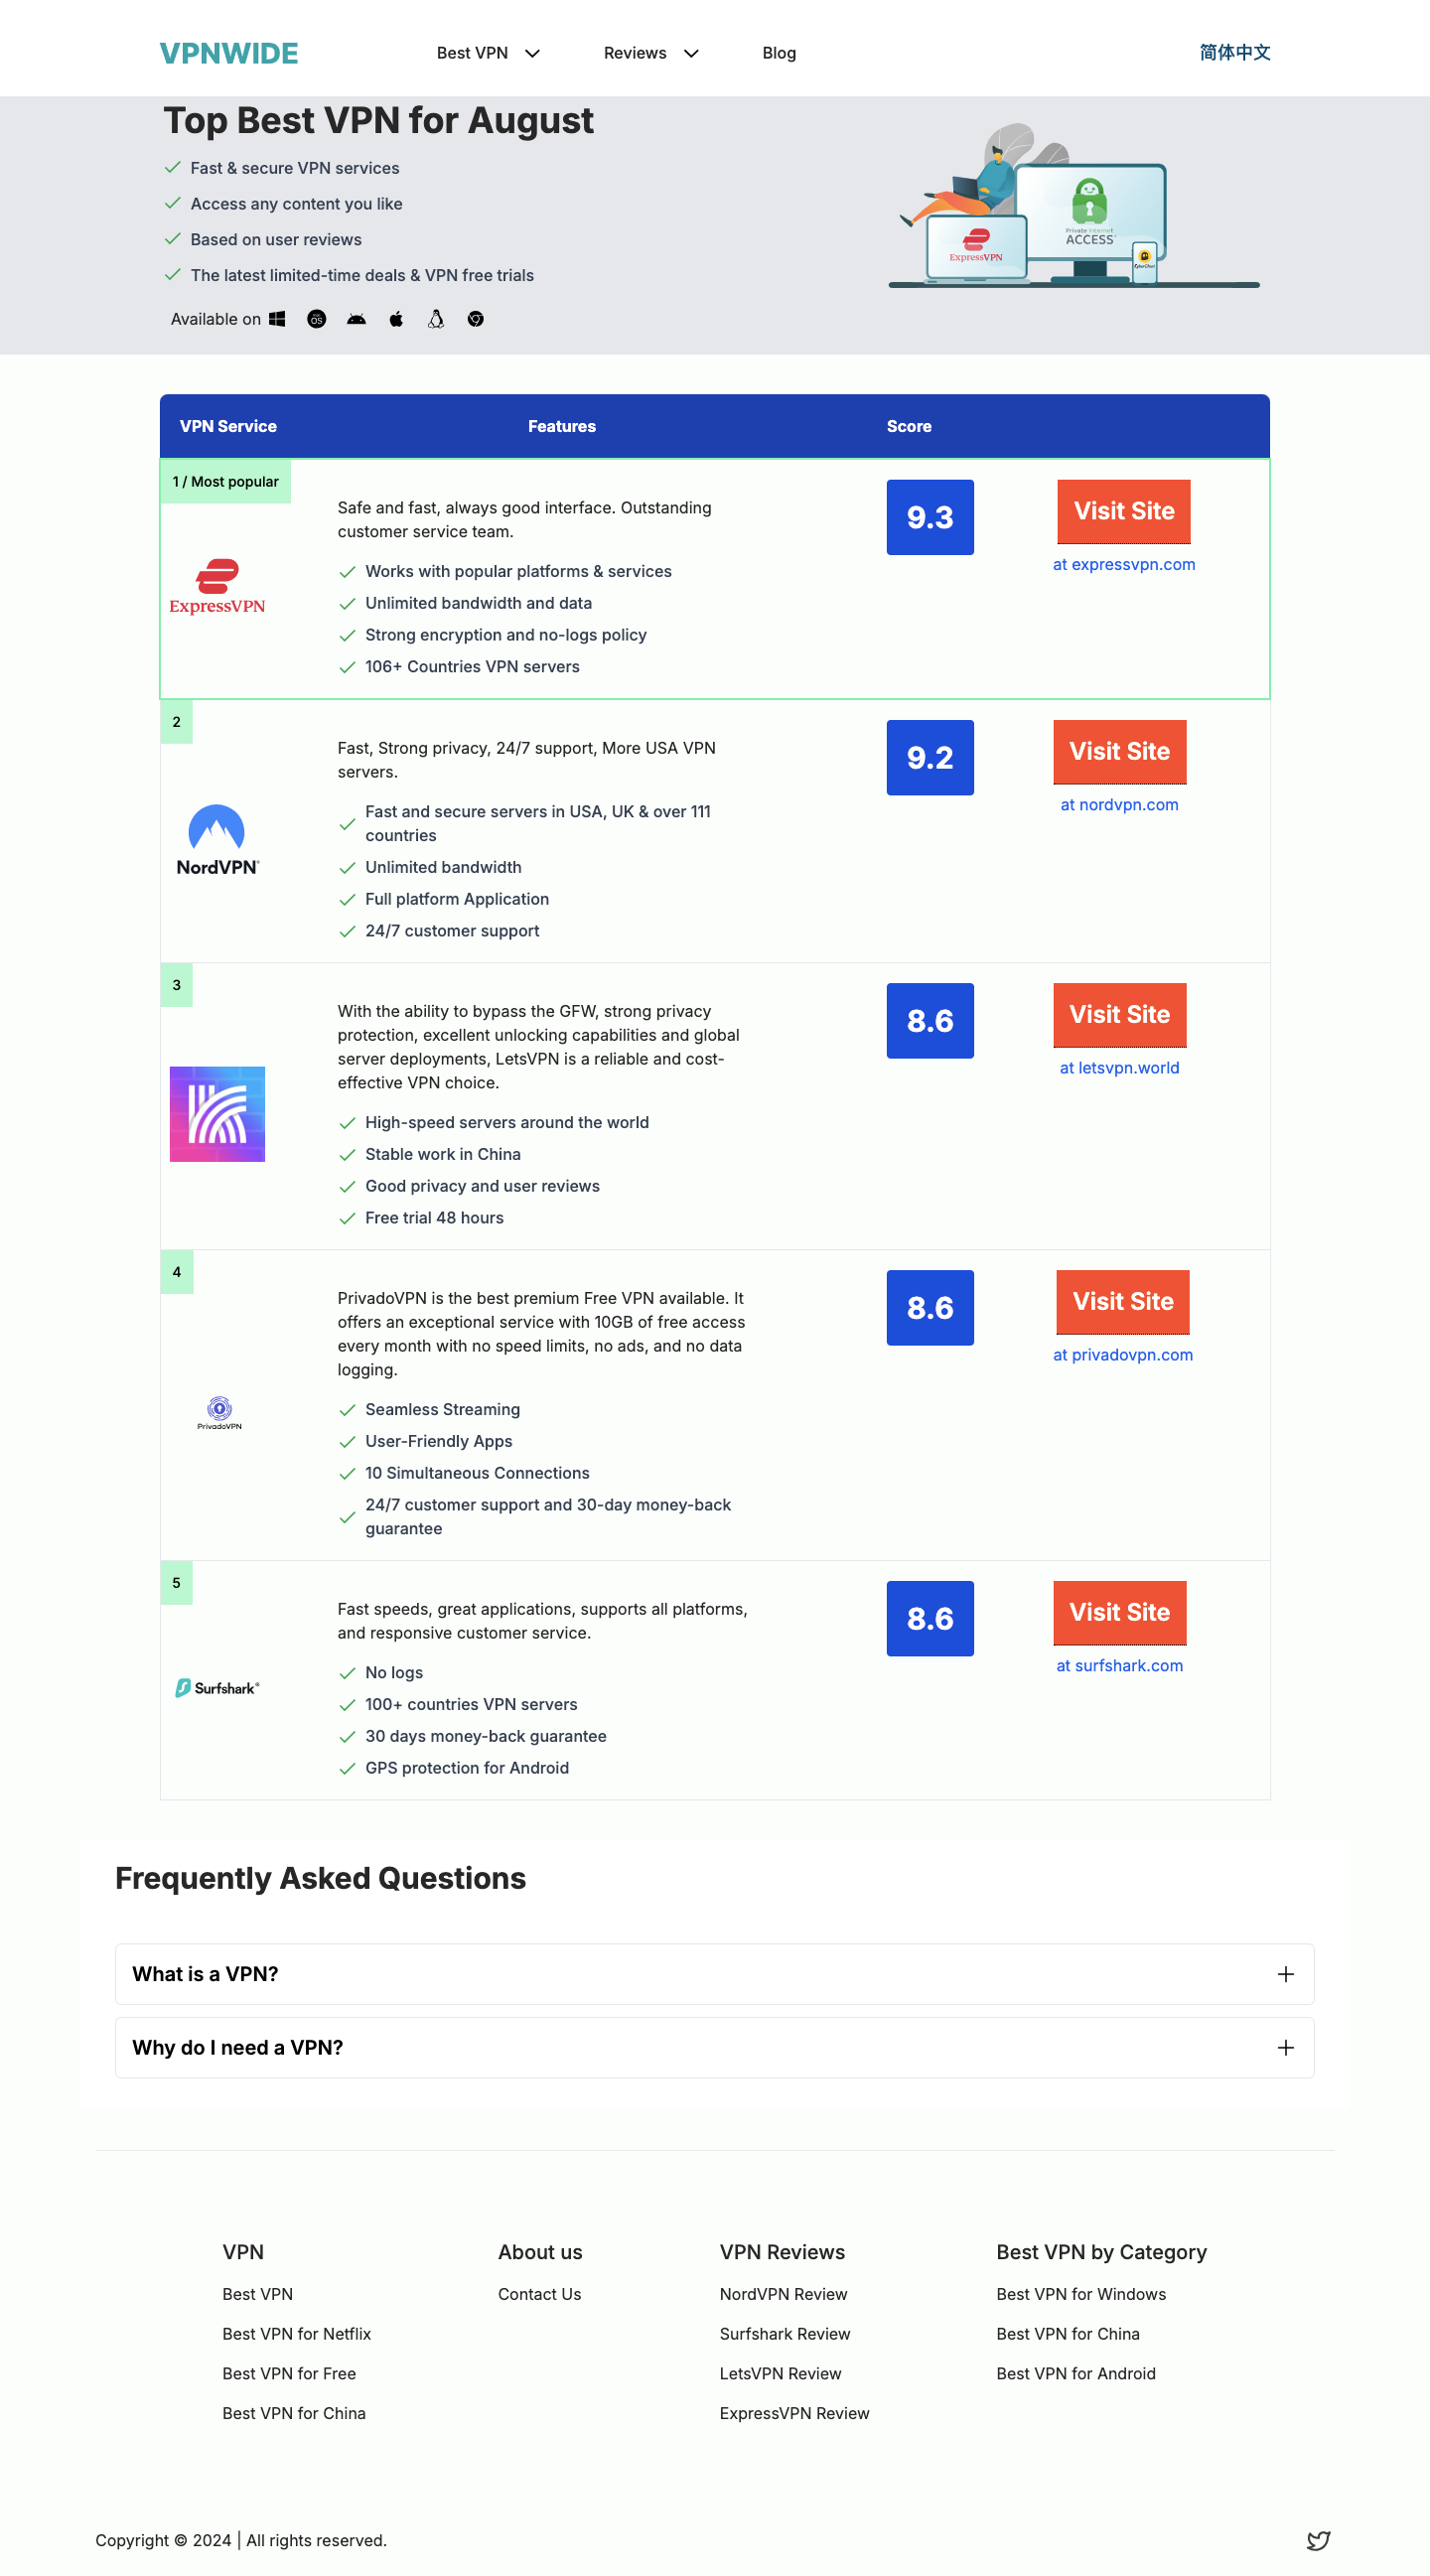 VPNWIDE
Best VPN
Reviews
Blog
简体中文
Top Best VPN for August
Fast & secure VPN services
Access any content you like
Based on user reviews
The latest limited-time deals & VPN free trials
Available on
ExpressVPN
Private Internet
ACCESS
CyberGhost
VPN Service
Features
Score
1 / Most popular
ExpressVPN
Safe and fast, always good interface. Outstanding
customer service team.
Works with popular platforms & services
Unlimited bandwidth and data
Strong encryption and no-logs policy
106+ Countries VPN servers
9.3
Visit Site
at expressvpn.com
2
NordVPN®
Fast, Strong privacy, 24/7 support, More USA VPN
servers.
Fast and secure servers in USA, UK & over 111
countries
Unlimited bandwidth
Full platform Application
24/7 customer support
9.2
Visit Site
at nordvpn.com
3
With the ability to bypass the GFW, strong privacy
protection, excellent unlocking capabilities and global
server deployments, LetsVPN is a reliable and cost-
effective VPN choice.
High-speed servers around the world
Stable work in China
Good privacy and user reviews
Free trial 48 hours
8.6
Visit Site
at letsvpn.world
4
PrivadoVPN
PrivadoVPN is the best premium Free VPN available. It
offers an exceptional service with 10GB of free access
every month with no speed limits, no ads, and no data
logging.
Seamless Streaming
User-Friendly Apps
10 Simultaneous Connections
24/7 customer support and 30-day money-back
guarantee
8.6
Visit Site
at privadovpn.com
5
Surfshark®
Fast speeds, great applications, supports all platforms,
and responsive customer service.
No logs
100+ countries VPN servers
30 days money-back guarantee
GPS protection for Android
8.6
Visit Site
at surfshark.com
Frequently Asked Questions
What is a VPN?
Why do I need a VPN?
VPN
Best VPN
Best VPN for Netflix
Best VPN for Free
Best VPN for China
About us
Contact Us
VPN Reviews
NordVPN Review
Surfshark Review
LetsVPN Review
ExpressVPN Review
Best VPN by Category
Best VPN for Windows
Best VPN for China
Best VPN for Android
Copyright © 2024 | All rights reserved.